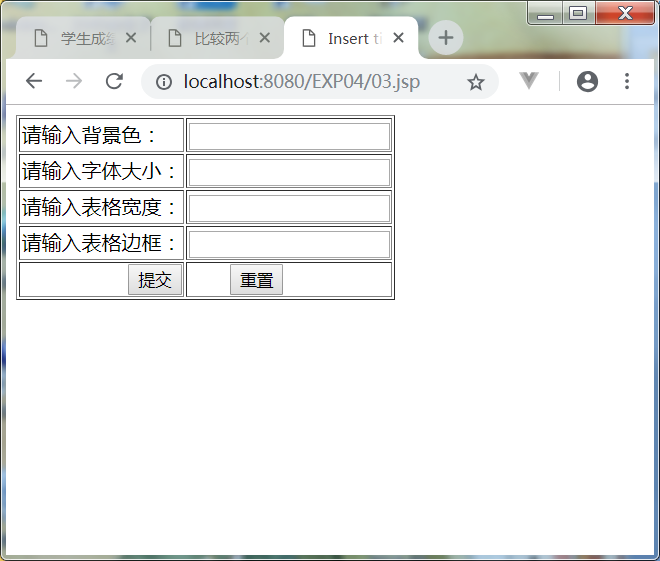 学生成绩
比较两个
Insert ti
localhost:8080/EXP04/03.jsp
请输入背景色：
请输入字体大小：
请输入表格宽度：
请输入表格边框：
提交 重置